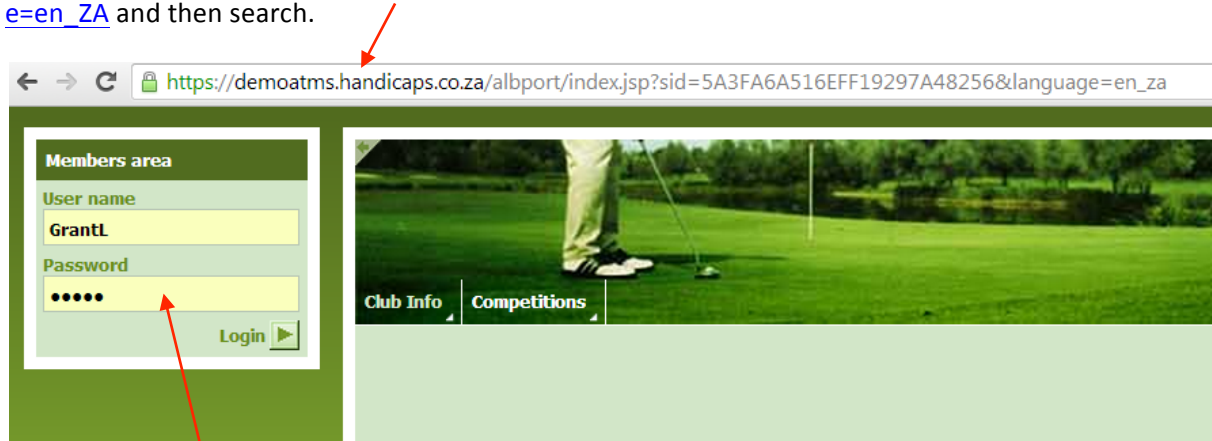 e=en_ZA and then search.
https://demoatms.handicaps.co.za/albport/index.jsp?sid=5A3FA6A516EFF19297A48256&language=en_za
Members area
User name
GrantL
Password
•••••
Login
Club Info Competitions